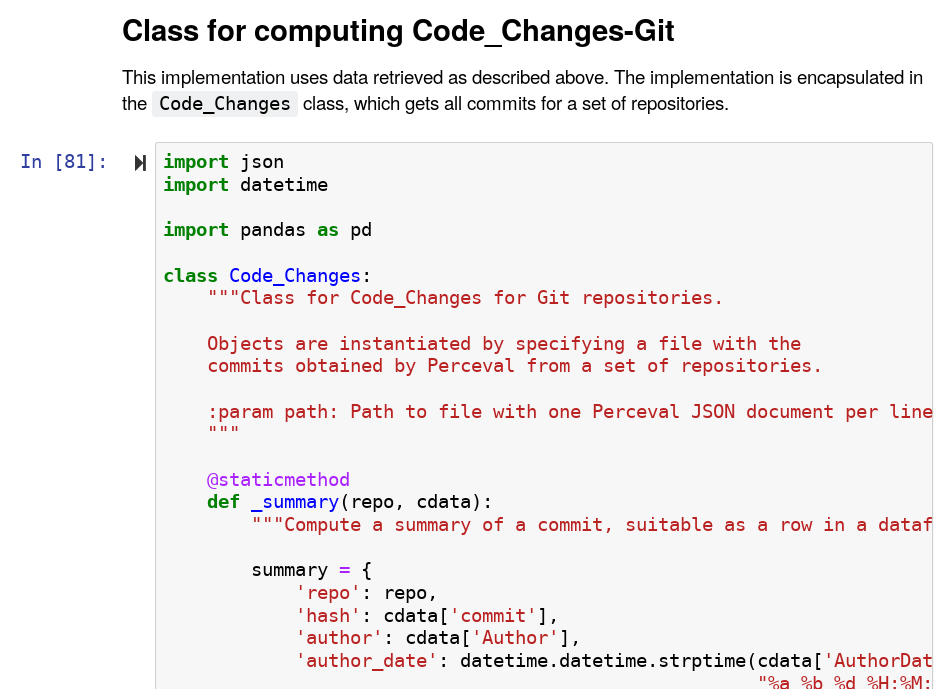 Class for computing Code_Changes-Git
This implementation uses data retrieved as described above. The implementation is encapsulated in
the Code_Changes class, which gets all commits for a set of repositories.
In [81]:
import json
import datetime
import pandas as pd
class Code_Changes:
"""Class for Code_Changes for Git repositories.
Objects are instantiated by specifying a file with the
commits obtained by Perceval from a set of repositories.
:param path: Path to file with one Perceval JSON document per line
"""
@staticmethod
def _summary(repo, cdata):
"""Compute a summary of a commit, suitable as a row in a dataf
summary = {
'repo': repo,
'hash': cdata['commit'],
'author': cdata['Author'],
'author_date': datetime.datetime.strptime(cdata['AuthorDat
"%a %b %d %H:%M: